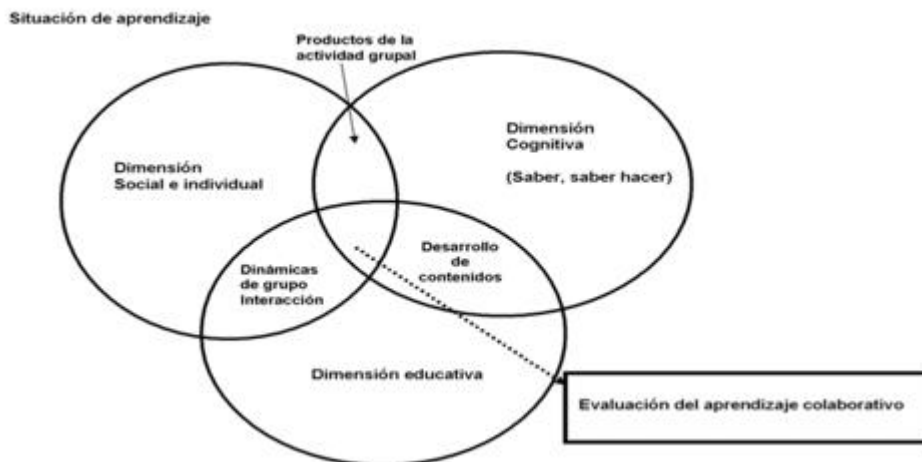 Situación de aprendizaje
Productos de la
actividad grupal
Dimensión
Cognitiva
(Saber, saber hacer)
Dimensión
Social e individual
Desarrollo
de
contenidos
Dinámicas
de grupo
Interacción
Dimensión educativa
Evaluación del aprendizaje colaborativo